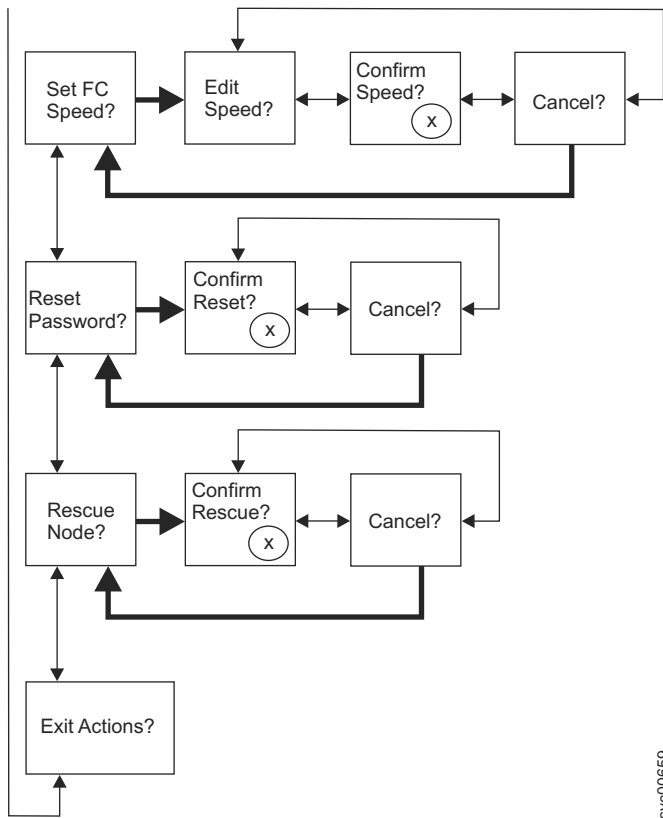 Set FC
Speed?
Edit
Speed?
Confirm
Speed?
x
Cancel?
Reset
Password?
Confirm
Reset?
x
Cancel?
Rescue
Node?
Confirm
Rescue?
x
Cancel?
Exit Actions?
svc00659